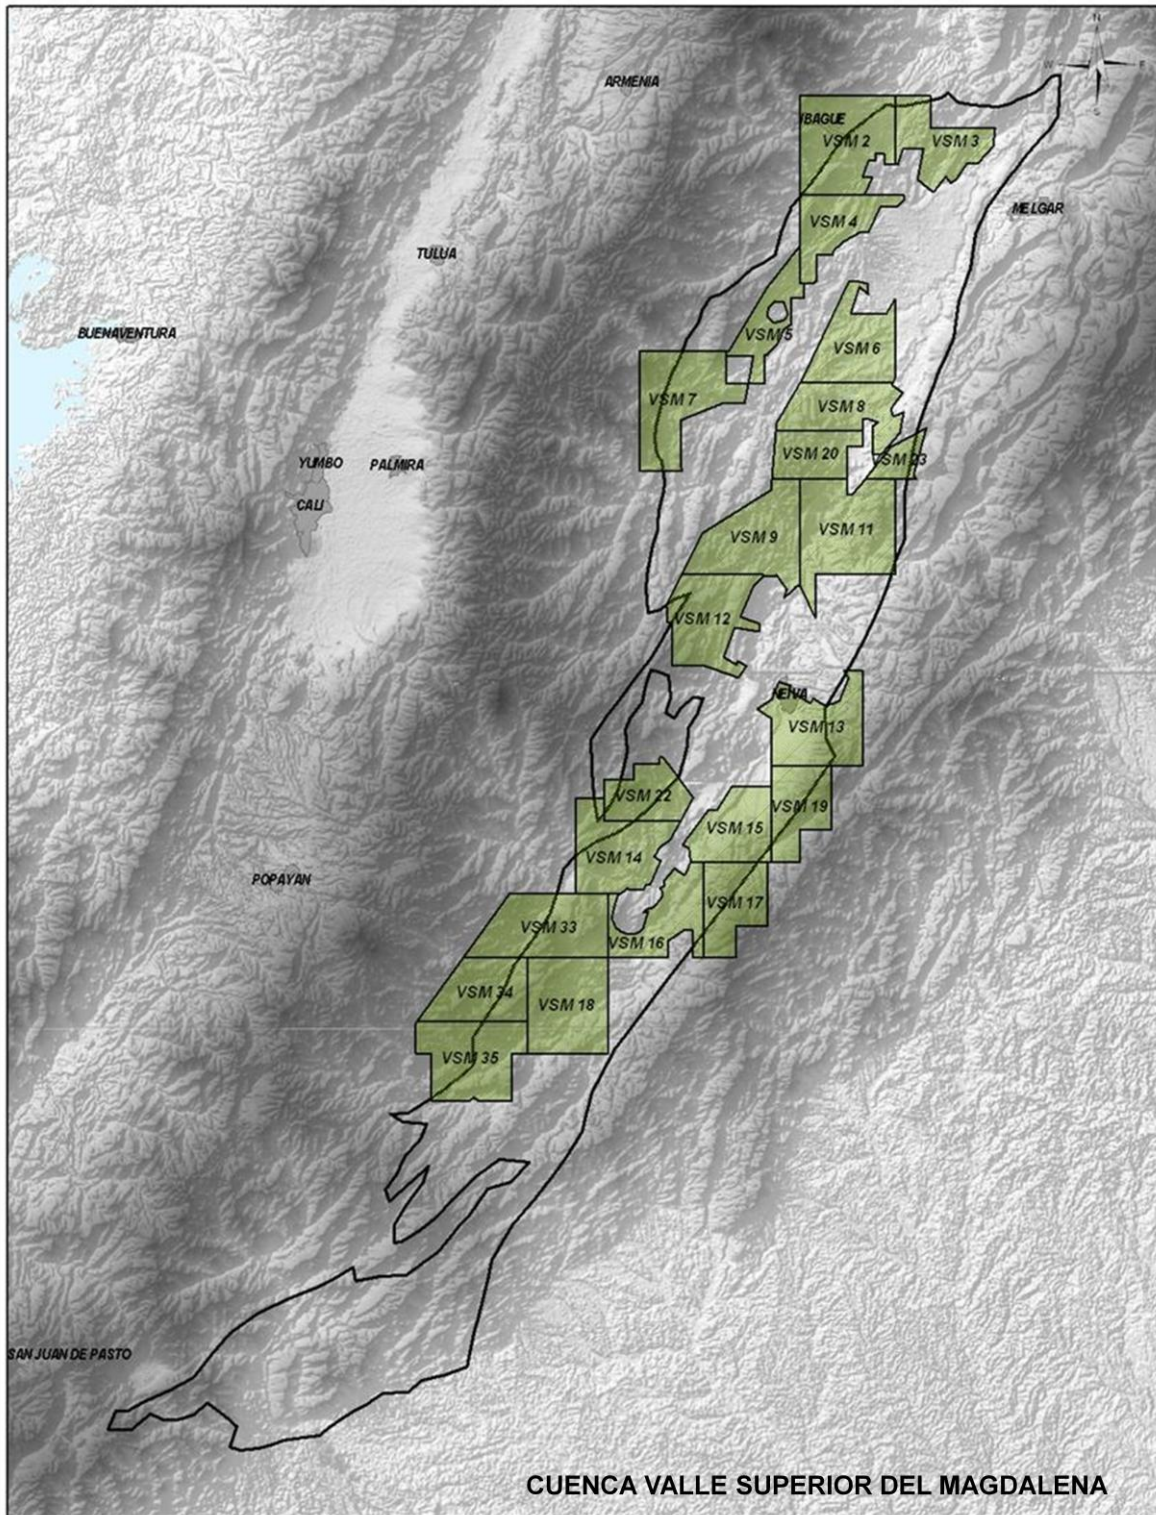 N
W
E
S
ARMENIA
IBAGUE
VSM 2
VSM 3
MELGAR
VSM 4
TULUA
BUENAVENTURA
VSM 5
VSM 6
VSM 7
VSM 8
VSM 20
VSM 23
YUMBO
PALMIRA
CALI
VSM 9
VSM 11
VSM 12
NEIVA
VSM 13
VSM 22
VSM 19
VSM 15
VSM 14
POPAYAN
VSM 17
VSM 33
VSM 16
VSM 34
VSM 18
VSM 35
SAN JUAN DE PASTO
CUENCA VALLE SUPERIOR DEL MAGDALENA